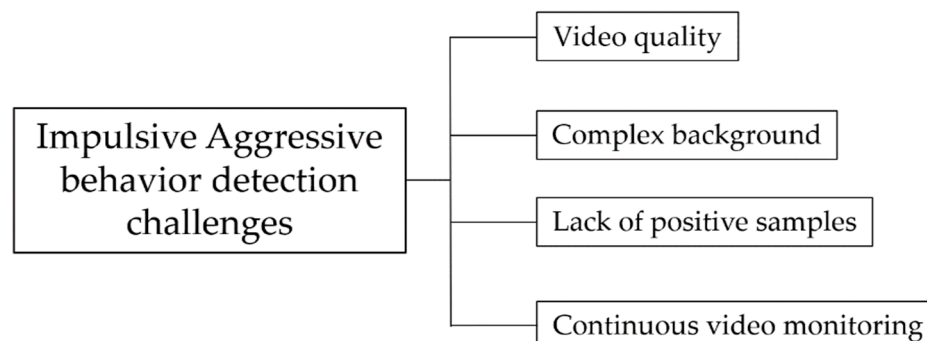 Impulsive Aggressive
behavior detection
challenges
Video quality
Complex background
Lack of positive samples
Continuous video monitoring